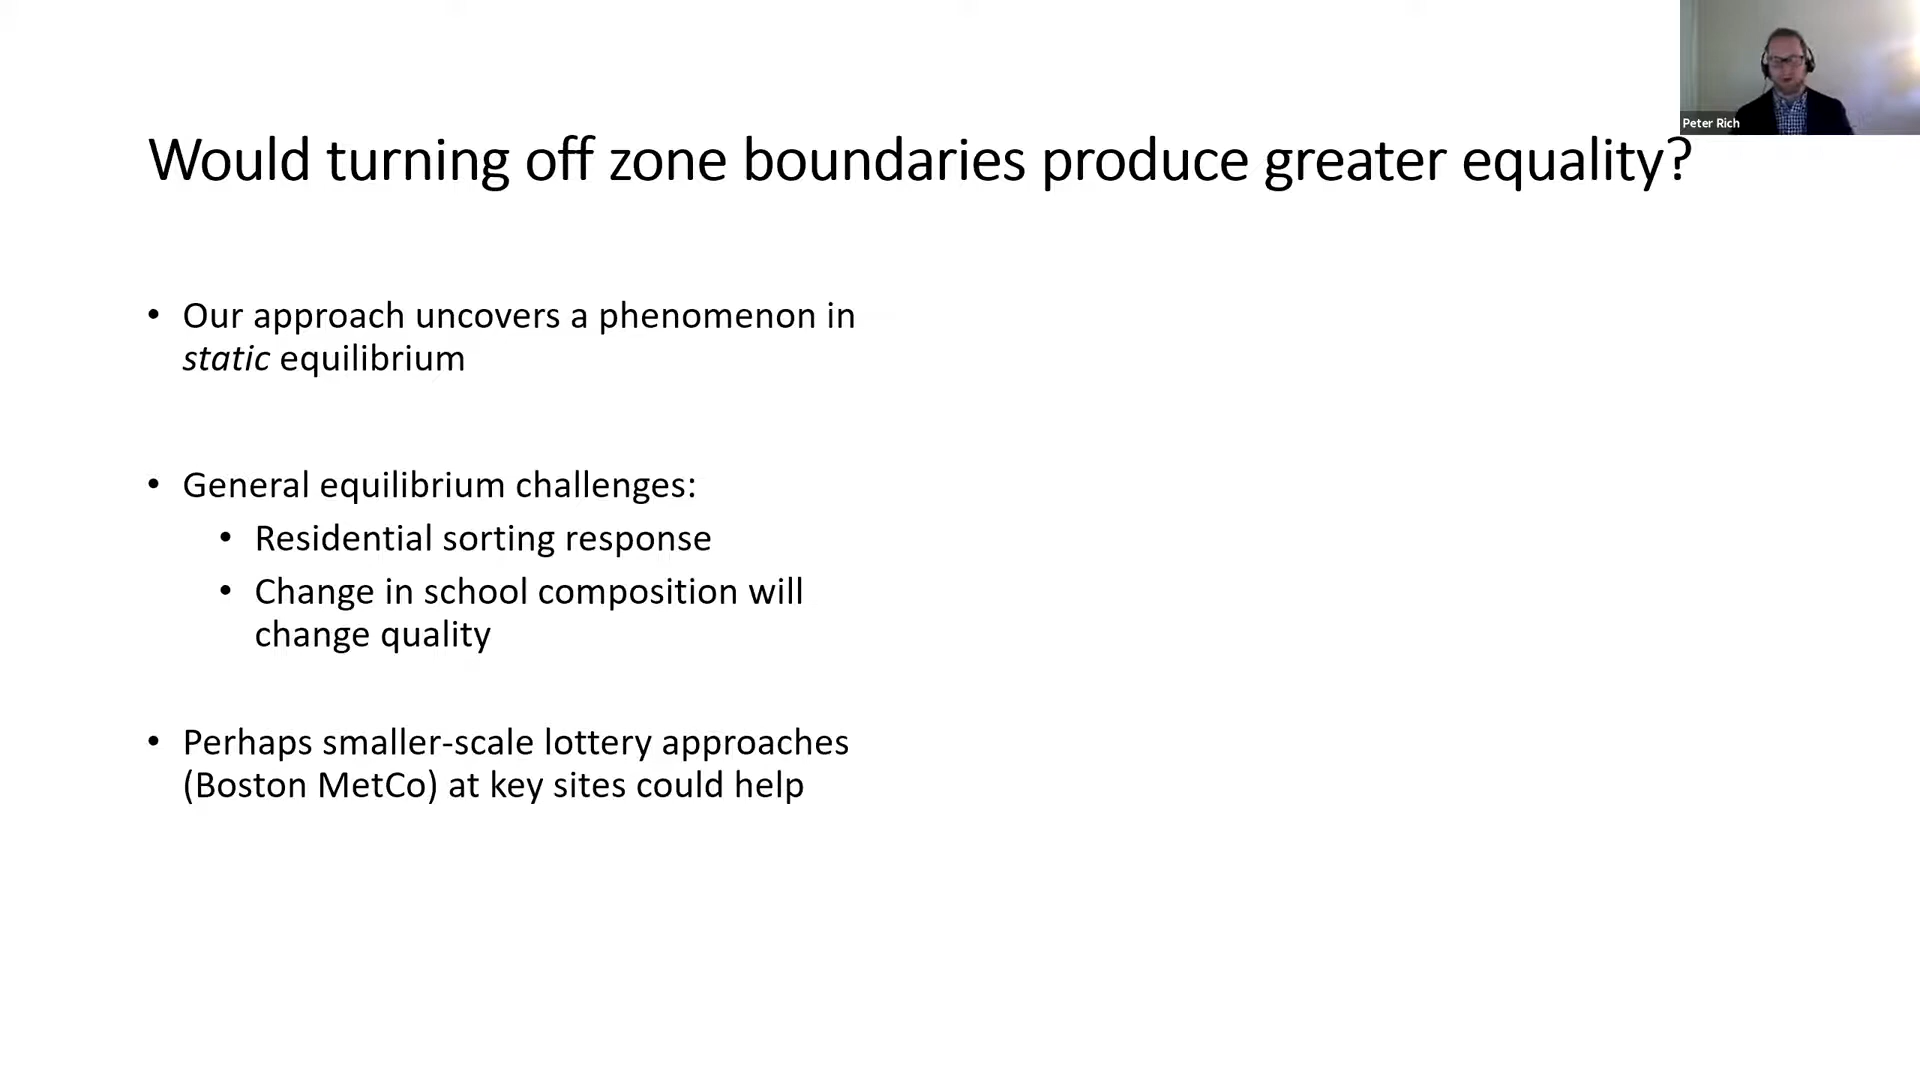 Peter Rich
Would turning off zone boundaries produce greater equality?
• Our approach uncovers a phenomenon in
static equilibrium
• General equilibrium challenges:
• Residential sorting response
• Change in school composition will
change quality
• Perhaps smaller-scale lottery approaches
(Boston MetCo) at key sites could help